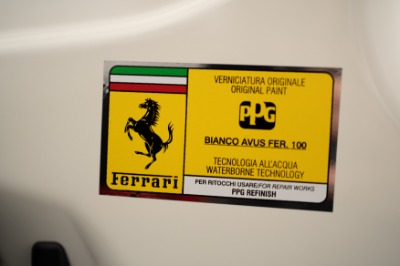 VERNICIATURA ORIGINALE
ORIGINAL PAINT
PPG
BIANCO AVUS FER. 100
TECNOLOGIA ALL'ACQUA
WATERBORNE TECHNOLOGY
Ferrari
PER RITOCCHI USARE/FOR REPAIR WORKS
PPG REFINISH